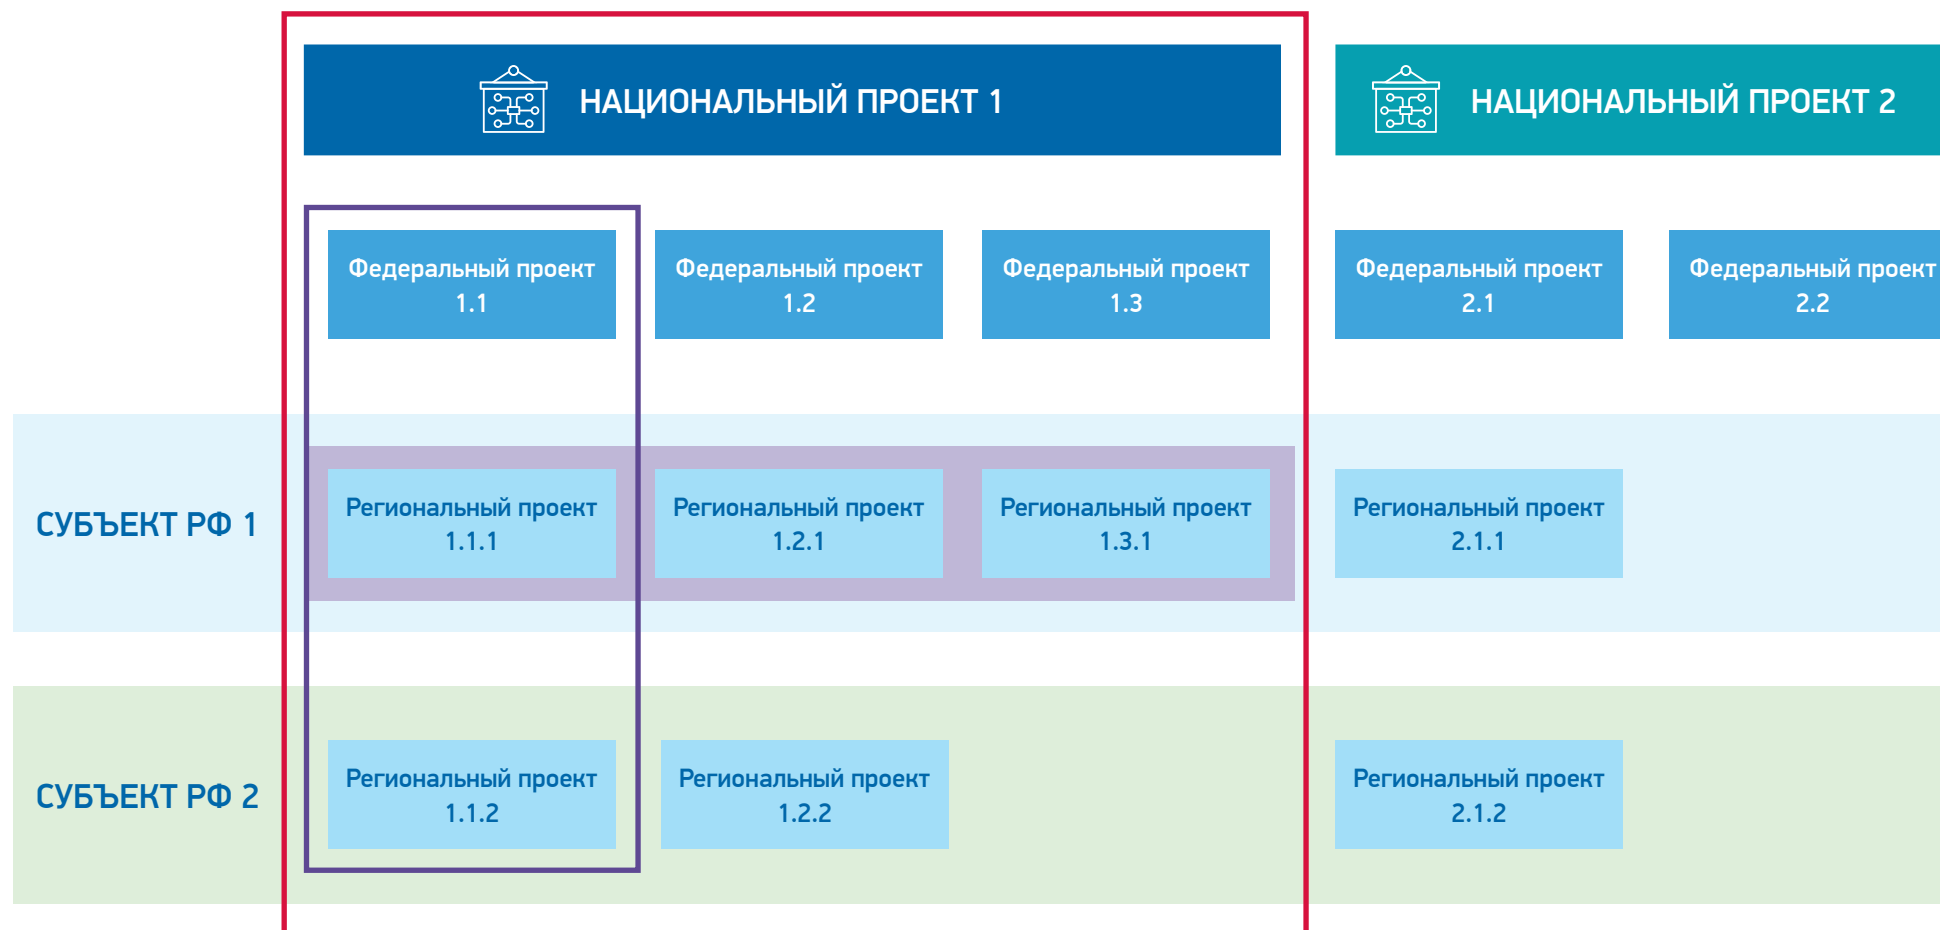 НАЦИОНАЛЬНЫЙ ПРОЕКТ 1
НАЦИОНАЛЬНЫЙ ПРОЕКТ 2
Федеральный проект
1.1
Федеральный проект
1.2
Федеральный проект
1.3
Федеральный проект
2.1
Федеральный проект
2.2
СУБЪЕКТ РФ 1
Региональный проект
1.1.1
Региональный проект
1.2.1
Региональный проект
1.3.1
Региональный проект
2.1.1
СУБЪЕКТ РФ 2
Региональный проект
1.1.2
Региональный проект
1.2.2
Региональный проект
2.1.2